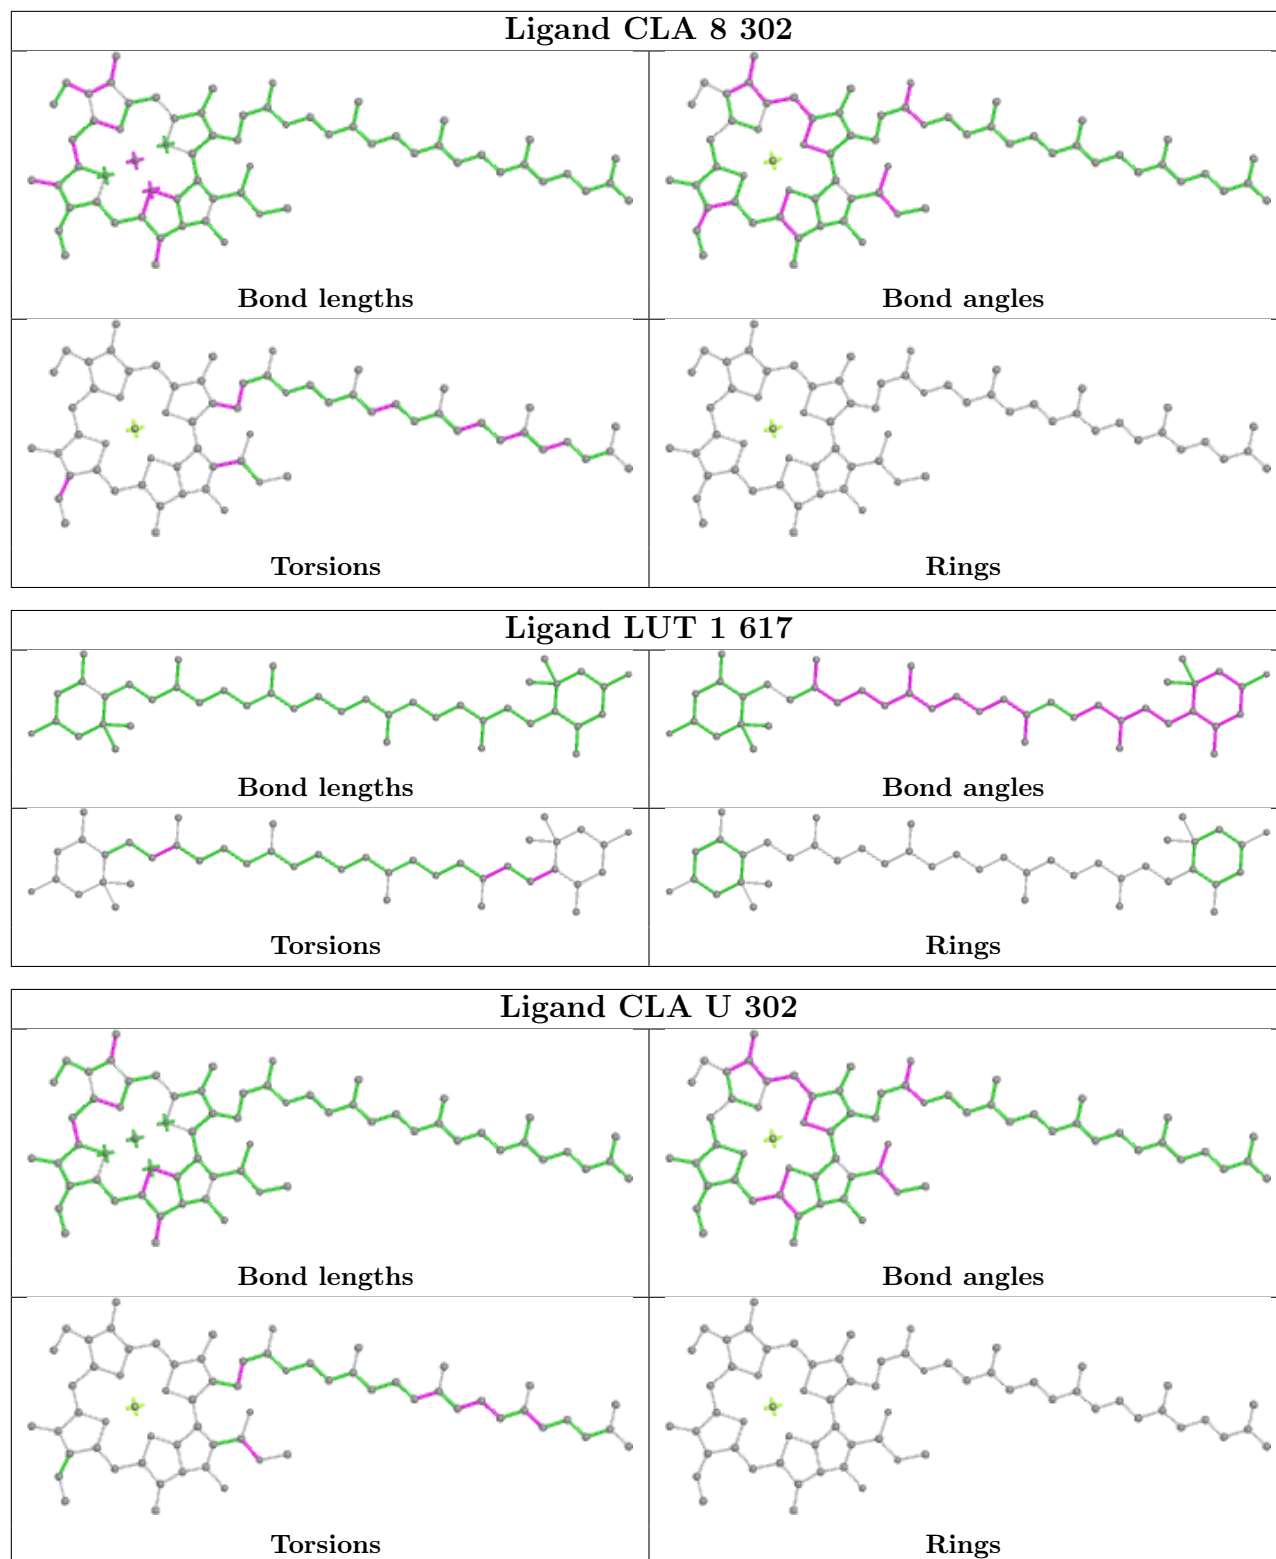 Ligand CLA 8 302
Bond lengths
Bond angles
Torsions
Rings
Ligand LUT 1 617
Bond lengths
Bond angles
Torsions
Rings
Ligand CLA U 302
Bond lengths
Bond angles
Torsions
Rings